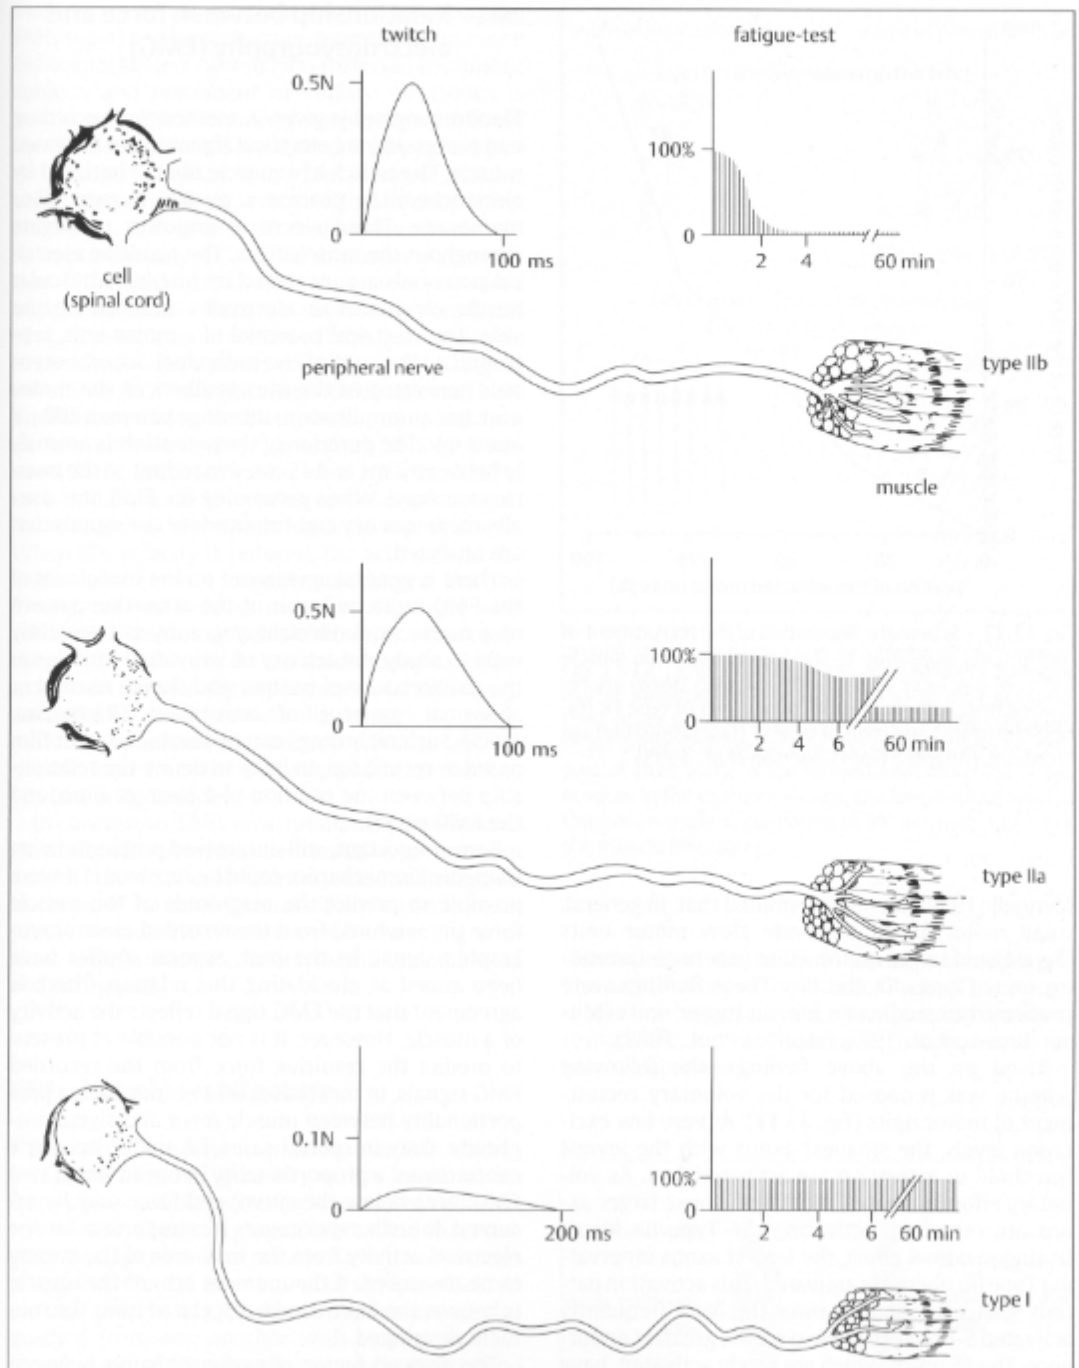 twitch
fatigue-test
0.5N
0
100 ms
100%
0
2 4 60 min
cell
(spinal cord)
peripheral nerve
type IIb
muscle
0.5N
0
100 ms
100%
0
2 4 6 60 min
type IIa
0.1N
0
200 ms
100%
0
2 4 6 60 min
type I